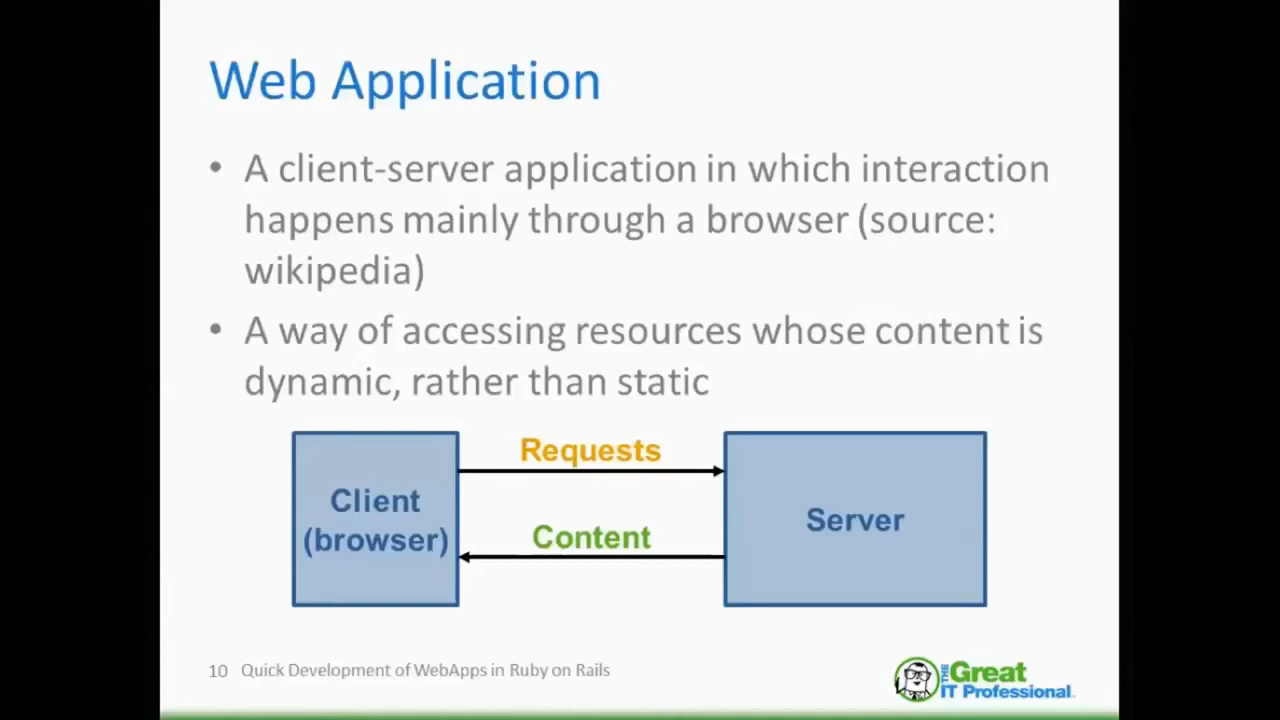 Web Application
• A client-server application in which interaction
happens mainly through a browser (source:
wikipedia)
• A way of accessing resources whose content is
dynamic, rather than static
Requests
Client
(browser)
Server
Content
10 Quick Development of WebApps in Ruby on Rails
THE Great
IT Professional